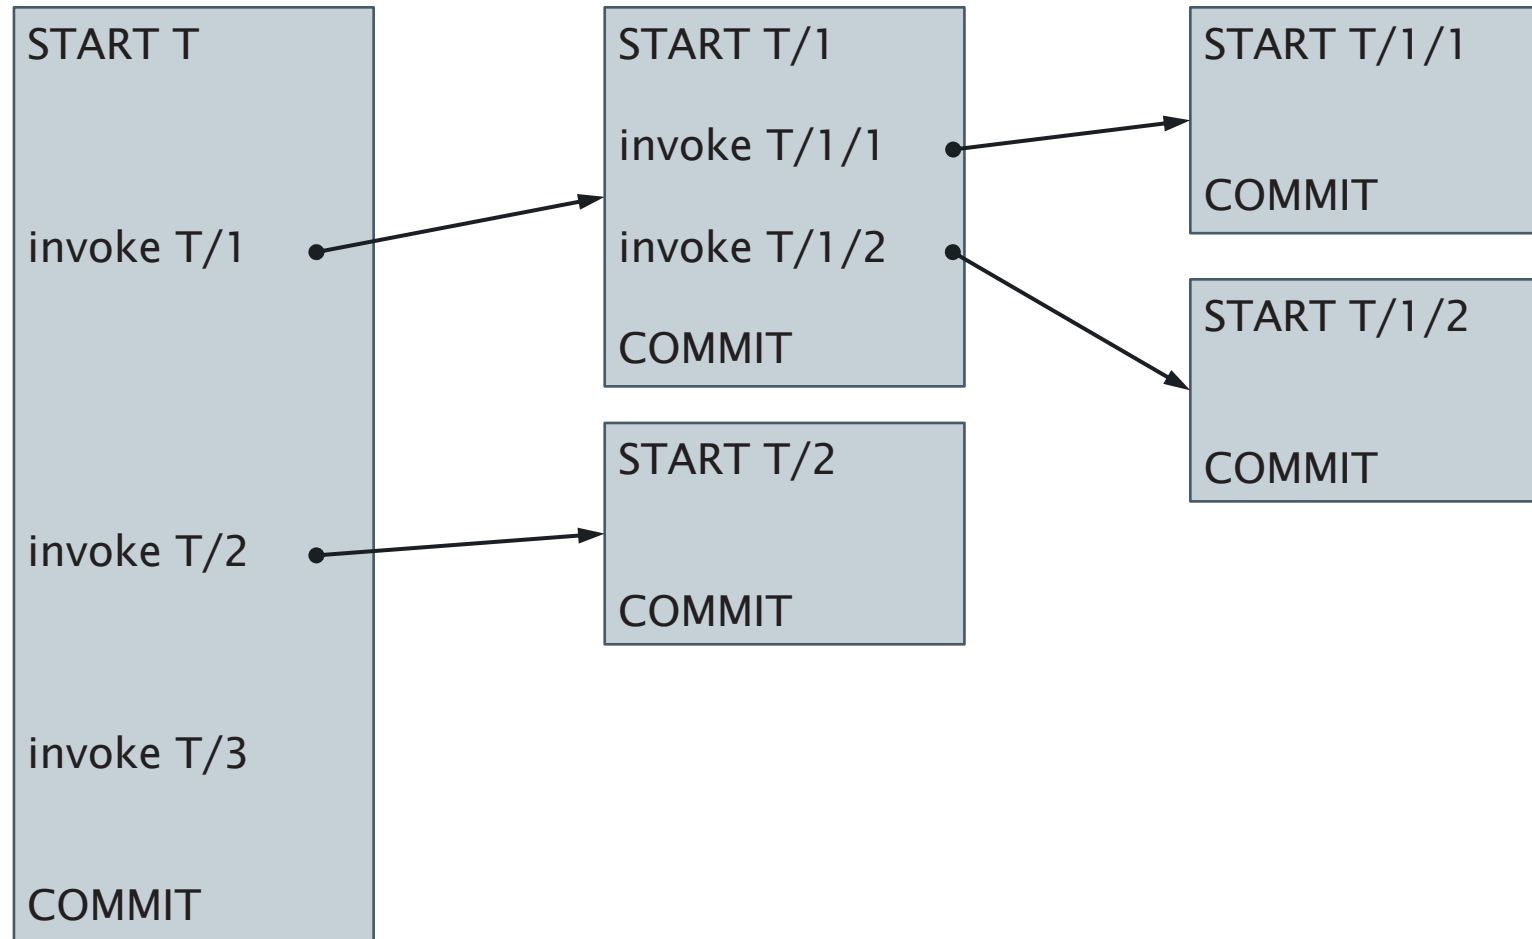 START T
invoke T/1
invoke T/2
invoke T/3
COMMIT
START T/1
invoke T/1/1
invoke T/1/2
COMMIT
START T/2
COMMIT
START T/1/1
COMMIT
START T/1/2
COMMIT